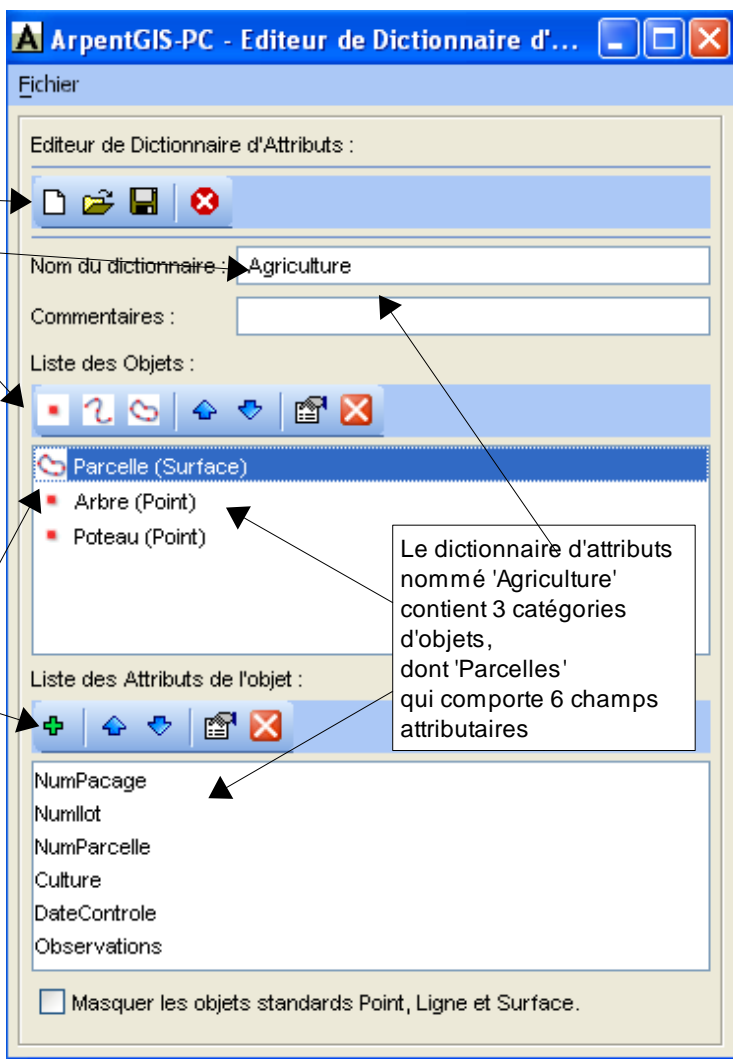 ArpentGIS-PC - Editeur de Dictionnaire d'...
Fichier
Editeur de Dictionnaire d'Attributs :
Nom du dictionnaire :
Agriculture
Commentaires :
Liste des Objets :
Parcelle (Surface)
Arbre (Point)
Poteau (Point)
Le dictionnaire d'attributs
nommé 'Agriculture'
contient 3 catégories
d'objets,
dont 'Parcelles'
qui comporte 6 champs
attributaires
Liste des Attributs de l'objet :
NumPacage
NumIlot
NumParcelle
Culture
DateControle
Observations
Masquer les objets standards Point, Ligne et Surface.